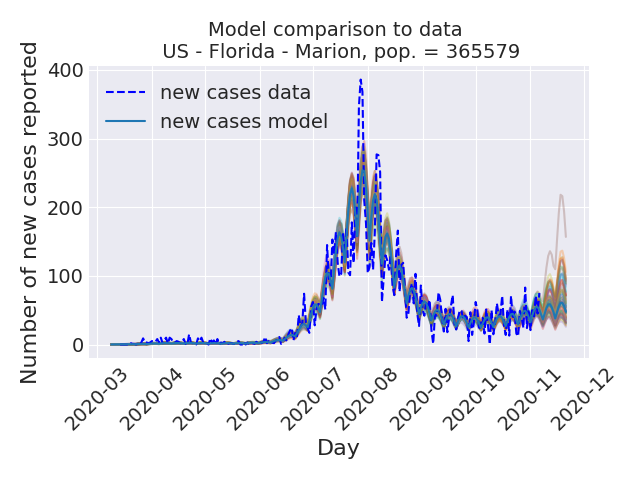 Model comparison to data
US - Florida - Marion, pop. = 365579
Number of new cases reported
400
300
200
100
0
new cases data
new cases model
2020-03
2020-04
2020-05
2020-06
2020-07
2020-08
2020-09
2020-10
2020-11
2020-12
Day